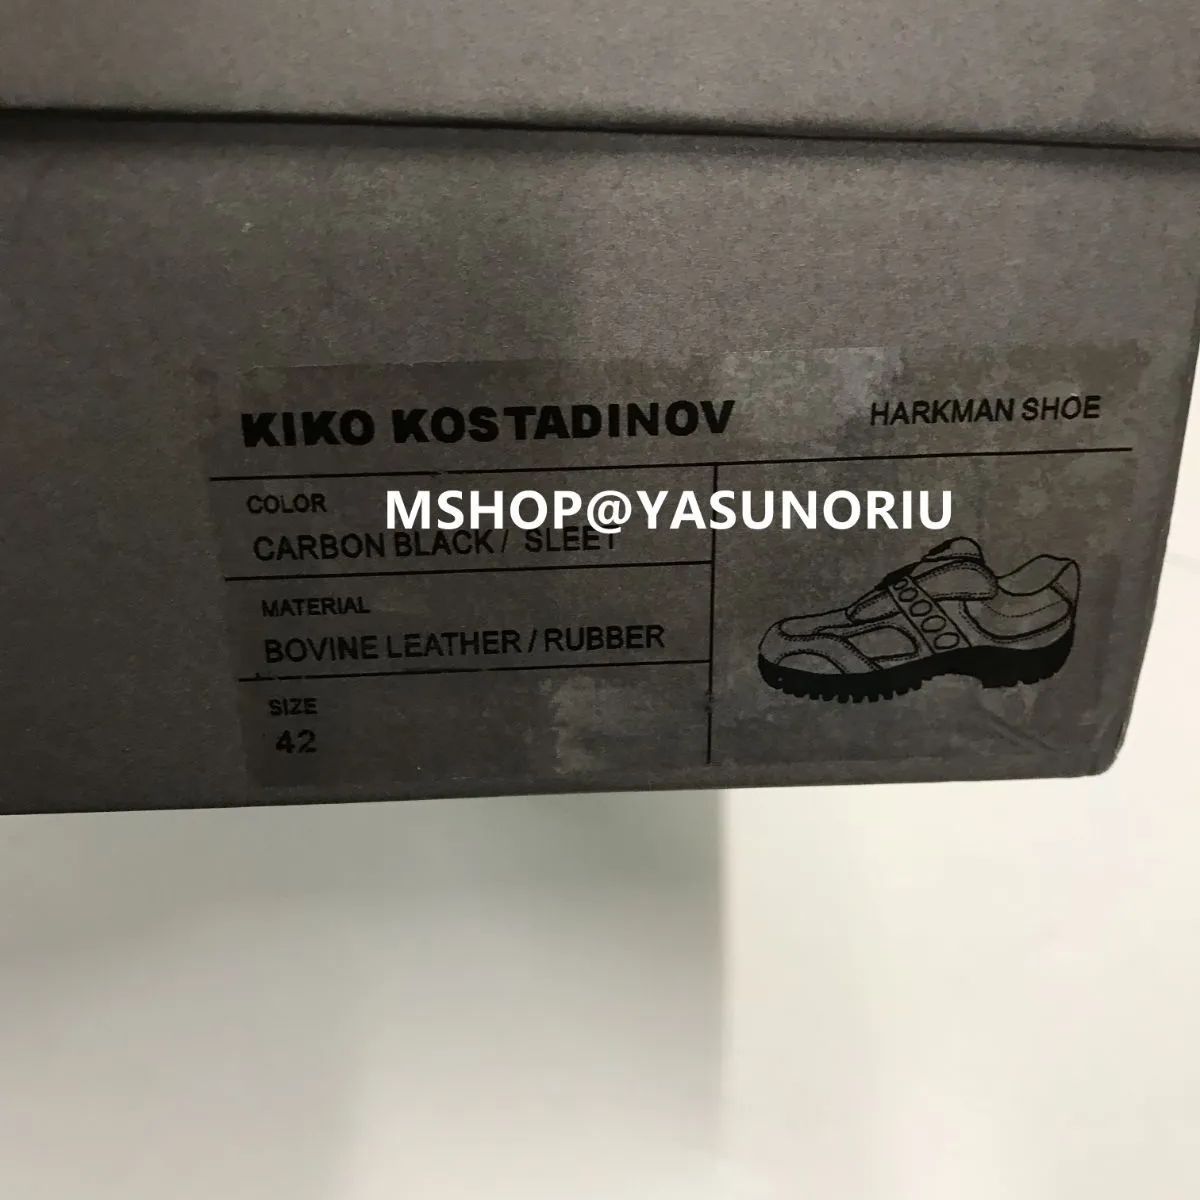 KIKO KOSTADINOV
HARKMAN SHOE
COLOR
MSHOP@YASUNORIU
CARBON BLACK / SLEET
MATERIAL
BOVINE LEATHER / RUBBER
SIZE
42